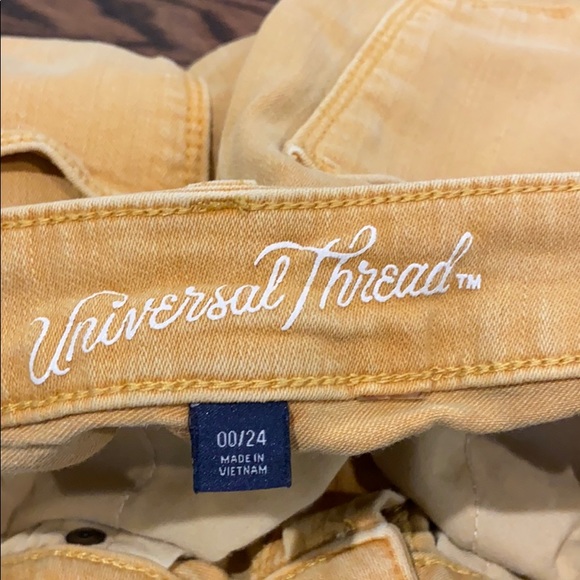 Universal Thread™
00/24
MADE IN
VIETNAM